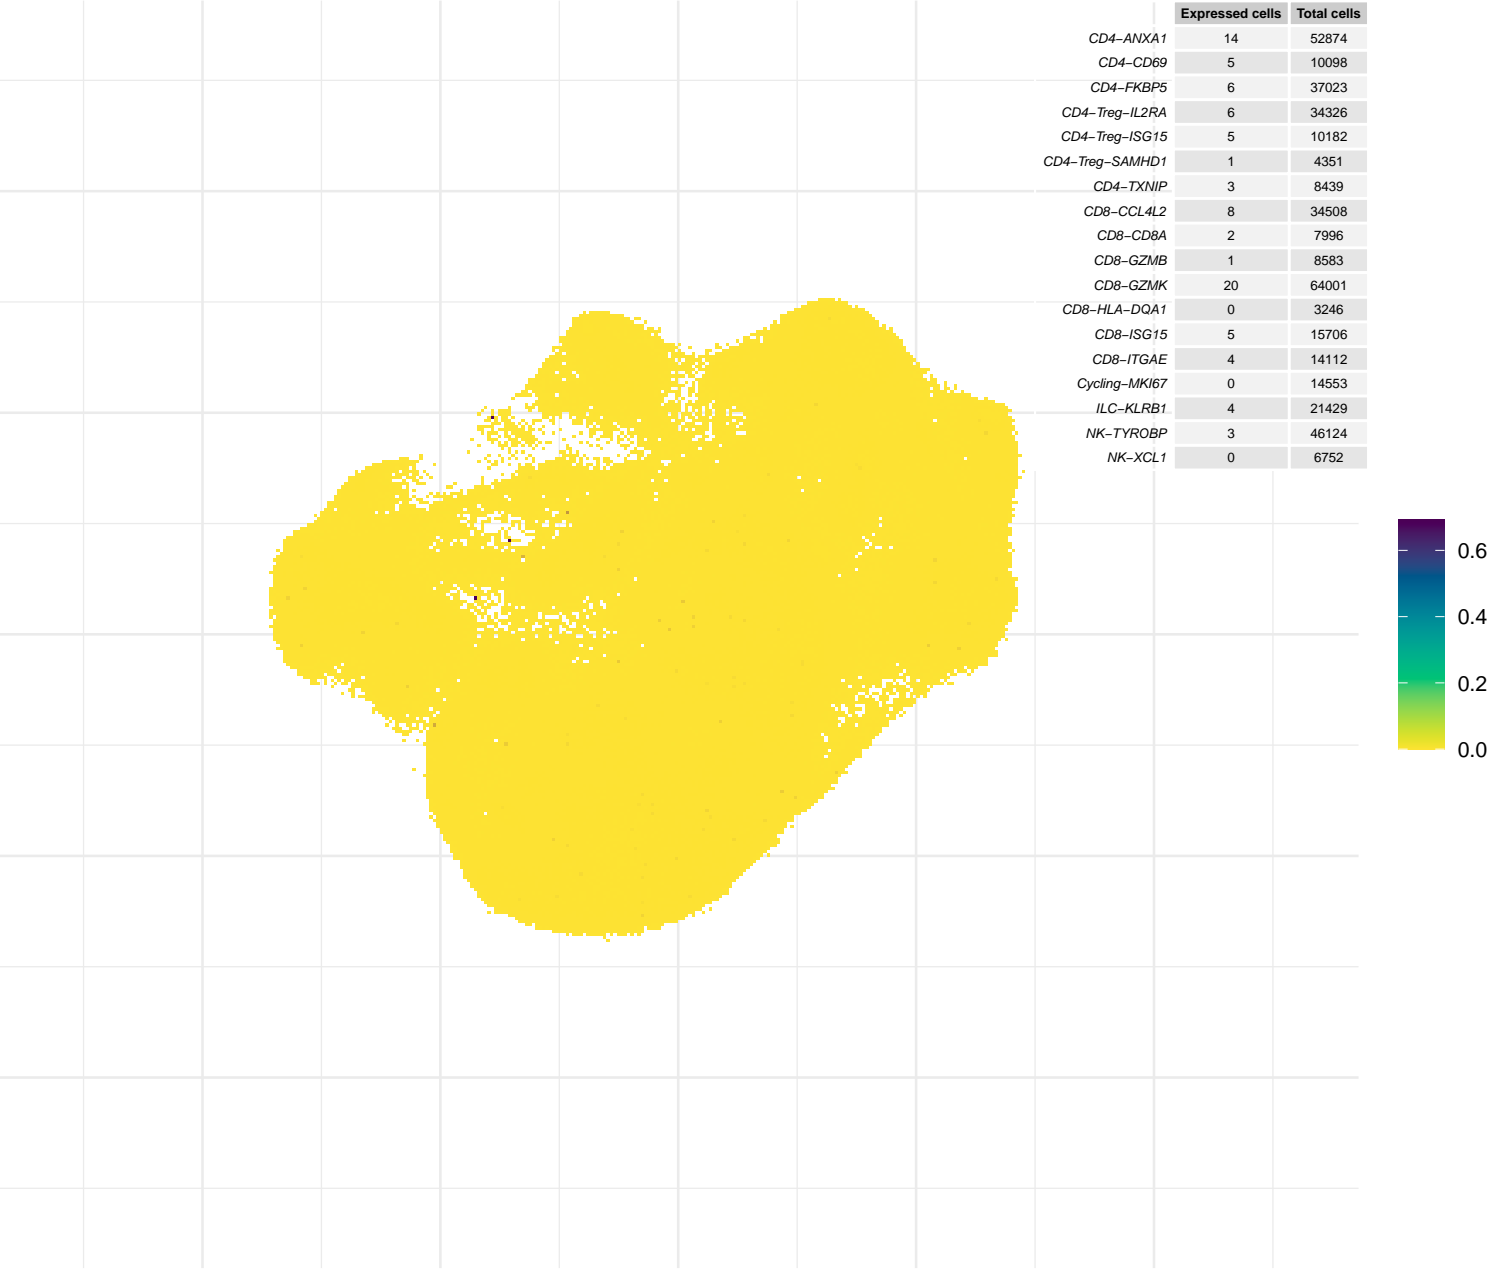 Expressed cells Total cells
CD4−ANXA1 14 52874
CD4−CD69 5 10098
CD4−FKBP5 6 37023
CD4−Treg−IL2RA 6 34326
CD4−Treg−ISG15 5 10182
CD4−Treg−SAMHD1 1 4351
CD4−TXNIP 3 8439
CD8−CCL4L2 8 34508
CD8−CD8A 2 7996
CD8−GZMB 1 8583
CD8−GZMK 20 64001
CD8−HLA−DQA1 0 3246
CD8−ISG15 5 15706
CD8−ITGAE 4 14112
Cycling−MKI67 0 14553
ILC−KLRB1 4 21429
NK−TYROBP 3 46124
NK−XCL1 0 6752
0.6
0.4
0.2
0.0